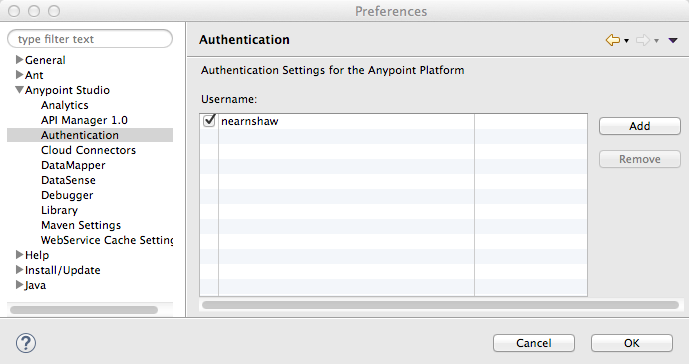 Preferences
type filter text
General
Ant
Anypoint Studio
Analytics
API Manager 1.0
Authentication
Cloud Connectors
DataMapper
DataSense
Debugger
Library
Maven Settings
WebService Cache Setting
Help
Install/Update
Java
Authentication
Authentication Settings for the Anypoint Platform
Username:
nearnshaw
Add
Remove
?
Cancel
OK